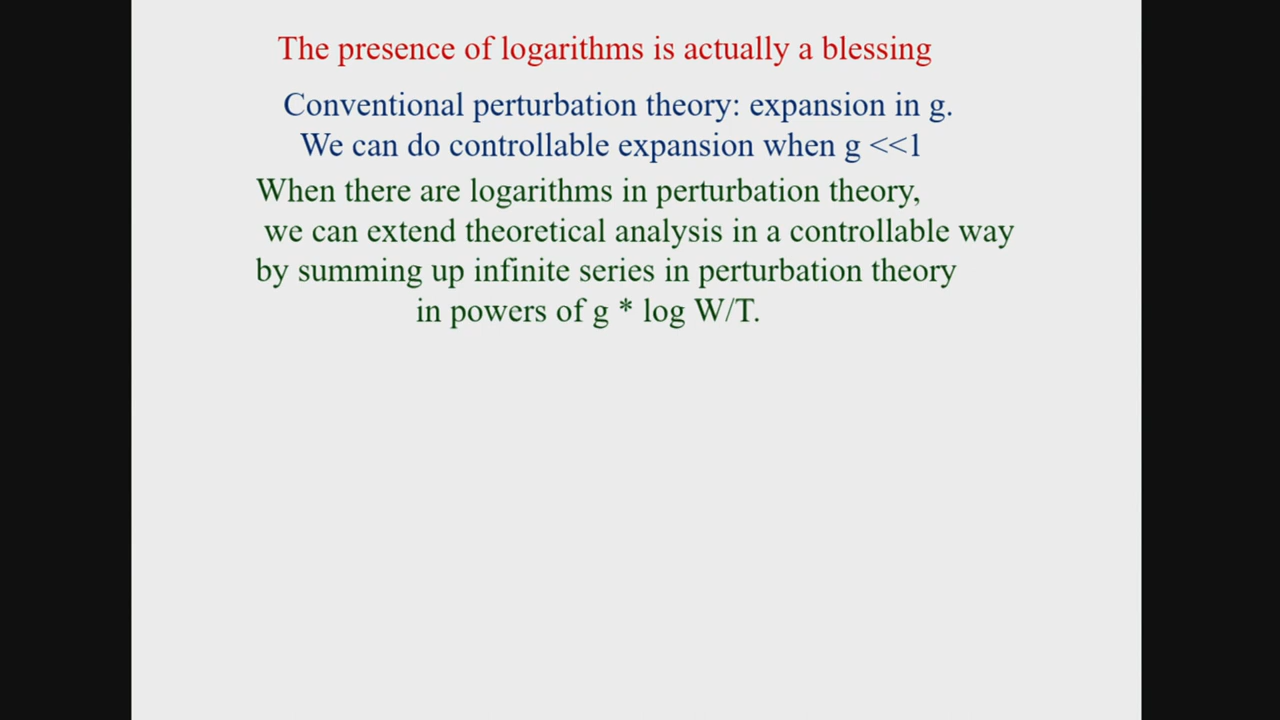 The presence of logarithms is actually a blessing
Conventional perturbation theory: expansion in g.
We can do controllable expansion when g <<1
When there are logarithms in perturbation theory,
we can extend theoretical analysis in a controllable way
by summing up infinite series in perturbation theory
in powers of g * log W/T.